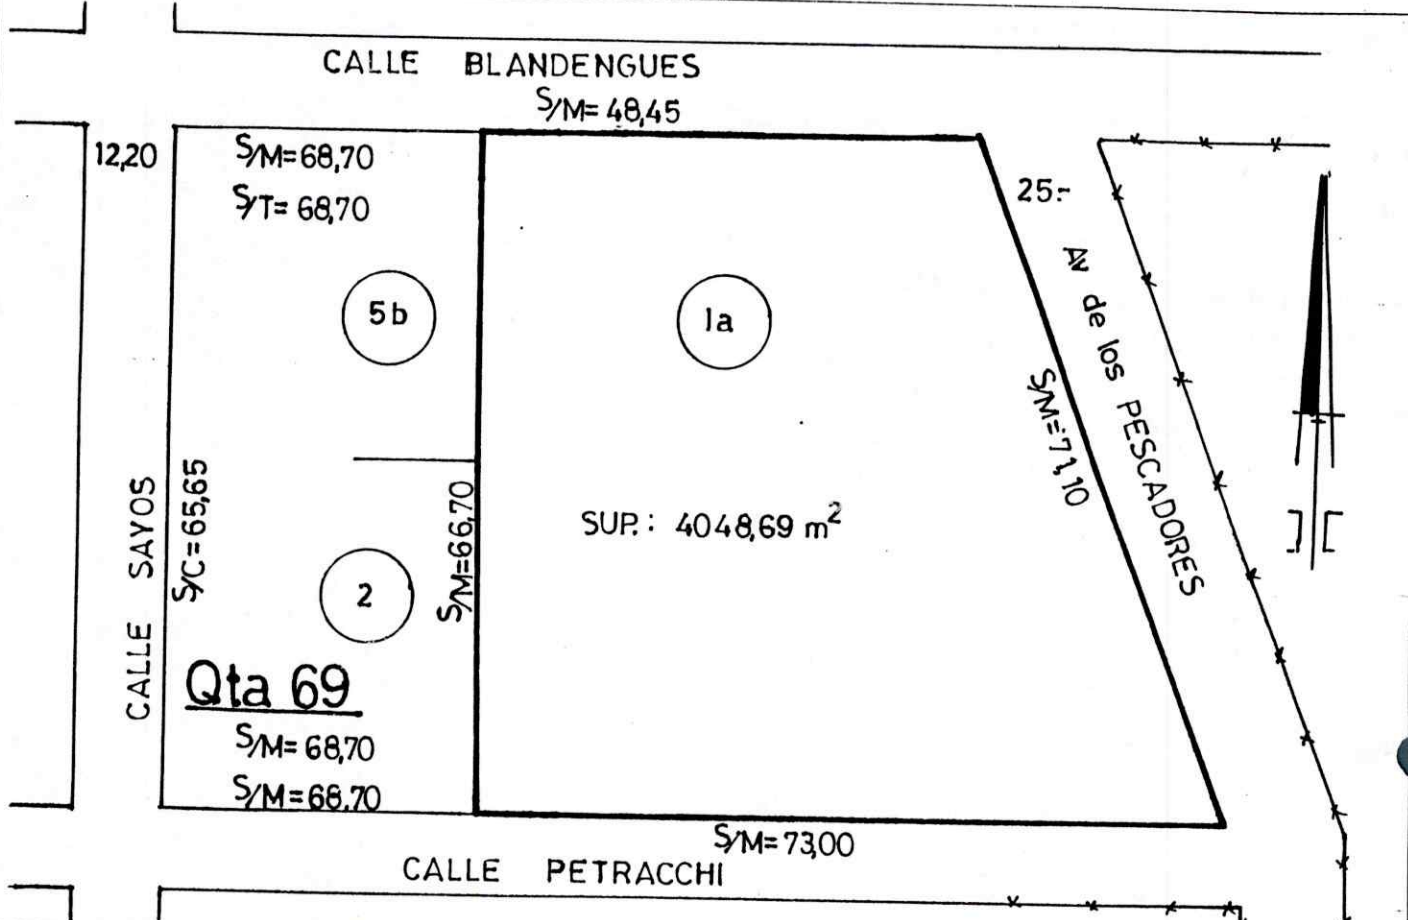 CALLE BLANDENGUES
S/M= 48,45
12,20
S/M=68,70
S/T= 68,70
25.-
5b
1a
Av de los PESCADORES
S/M=71,10
CALLE SAYOS
S/C=65,65
S/M=66,70
SUP.: 4048,69 m²
2
Qta 69
S/M= 68,70
S/M=68,70
S/M=73,00
CALLE PETRACCHI